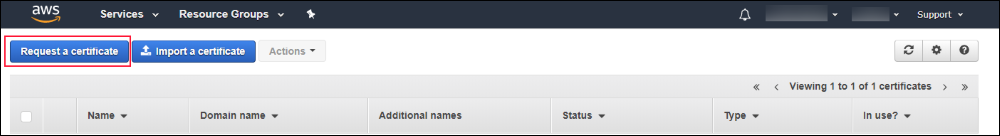 aws Services Resource Groups Support
Request a certificate Import a certificate Actions
Viewing 1 to 1 of 1 certificates
Name Domain name Additional names Status Type In use?